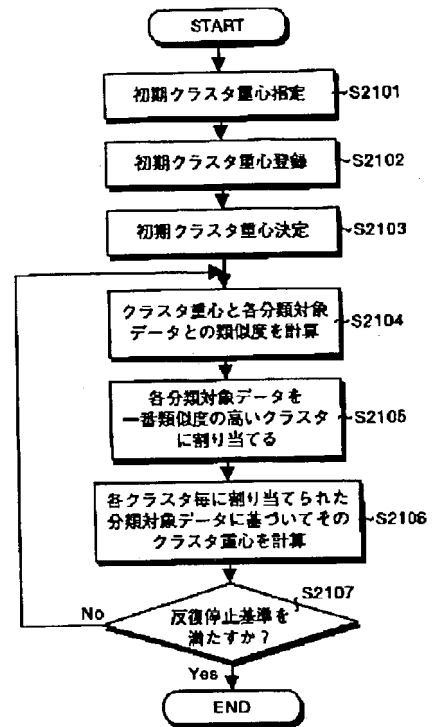 START
初期クラスタ重心指定
S2101
初期クラスタ重心登録
S2102
初期クラスタ重心決定
S2103
クラスタ重心と各分類対象
データとの類似度を計算
S2104
各分類対象データを
一番類似度の高いクラスタ
に割り当てる
S2105
各クラスタ毎に割り当てられた
分類対象データに基づいてその
クラスタ重心を計算
S2106
S2107
反復停止基準を
満たすか？
No
Yes
END